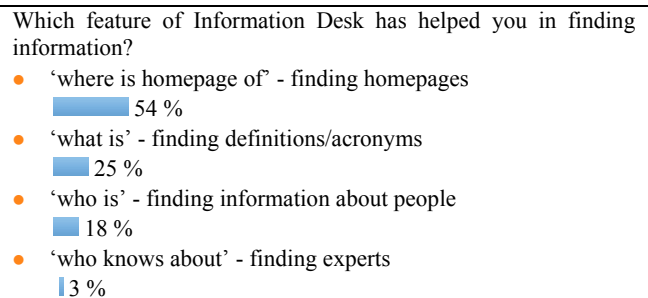 Which feature of Information Desk has helped you in finding
information?
● ‘where is homepage of’ - finding homepages
54 %
● ‘what is’ - finding definitions/acronyms
25 %
● ‘who is’ - finding information about people
18 %
● ‘who knows about’ - finding experts
3 %